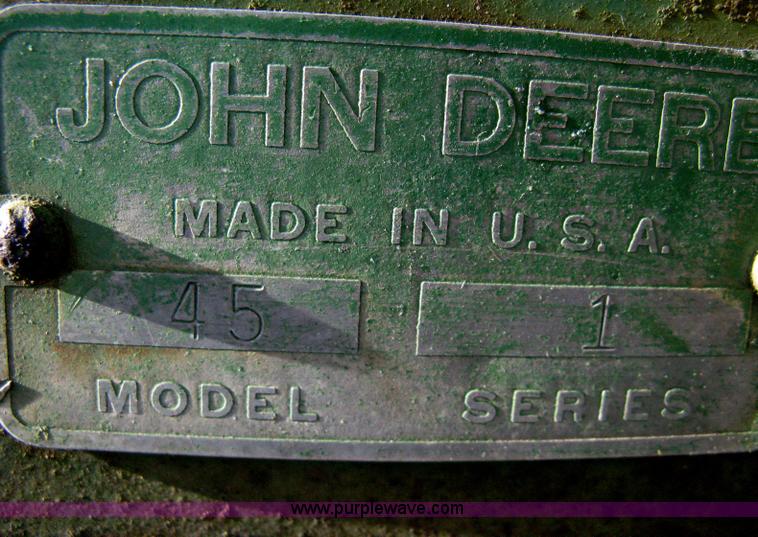 JOHN DEERE
MADE IN U.S.A.
45 1
MODEL SERIES
www.purplewave.com